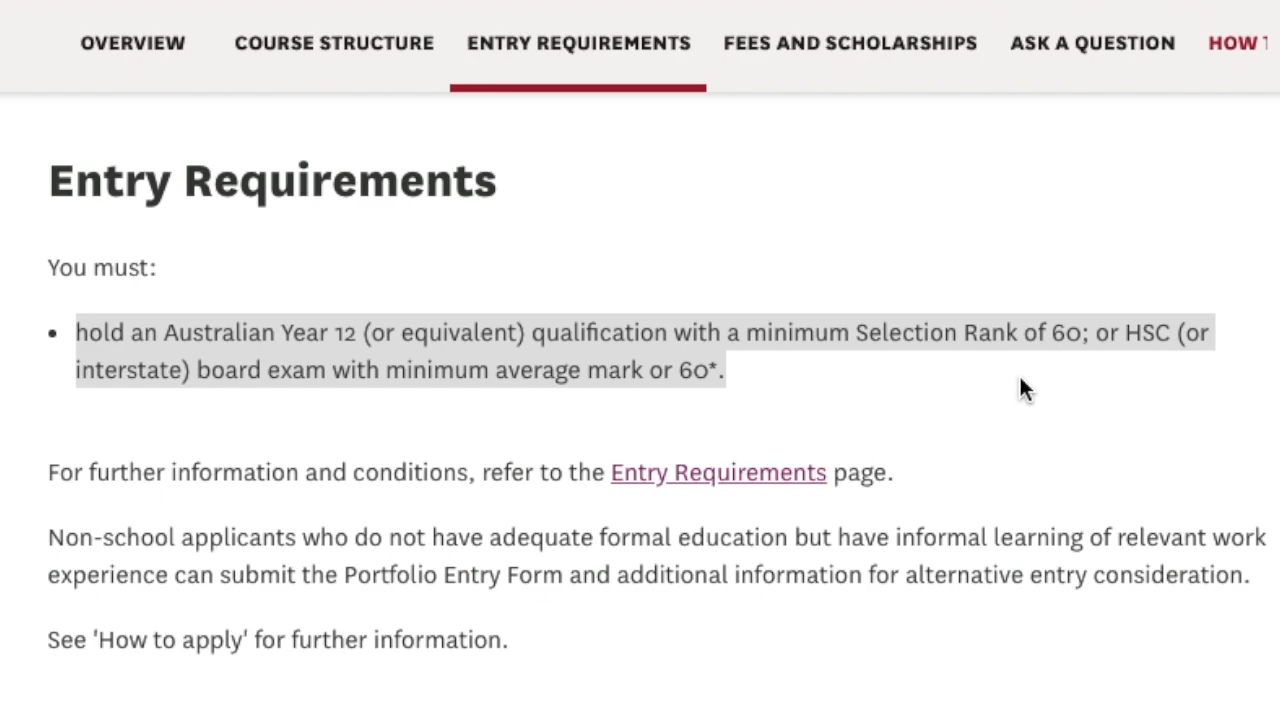 OVERVIEW COURSE STRUCTURE ENTRY REQUIREMENTS FEES AND SCHOLARSHIPS ASK A QUESTION HOW
Entry Requirements
You must:
• hold an Australian Year 12 (or equivalent) qualification with a minimum Selection Rank of 60; or HSC (or
interstate) board exam with minimum average mark or 60*.
For further information and conditions, refer to the Entry Requirements page.
Non-school applicants who do not have adequate formal education but have informal learning of relevant work
experience can submit the Portfolio Entry Form and additional information for alternative entry consideration.
See 'How to apply' for further information.